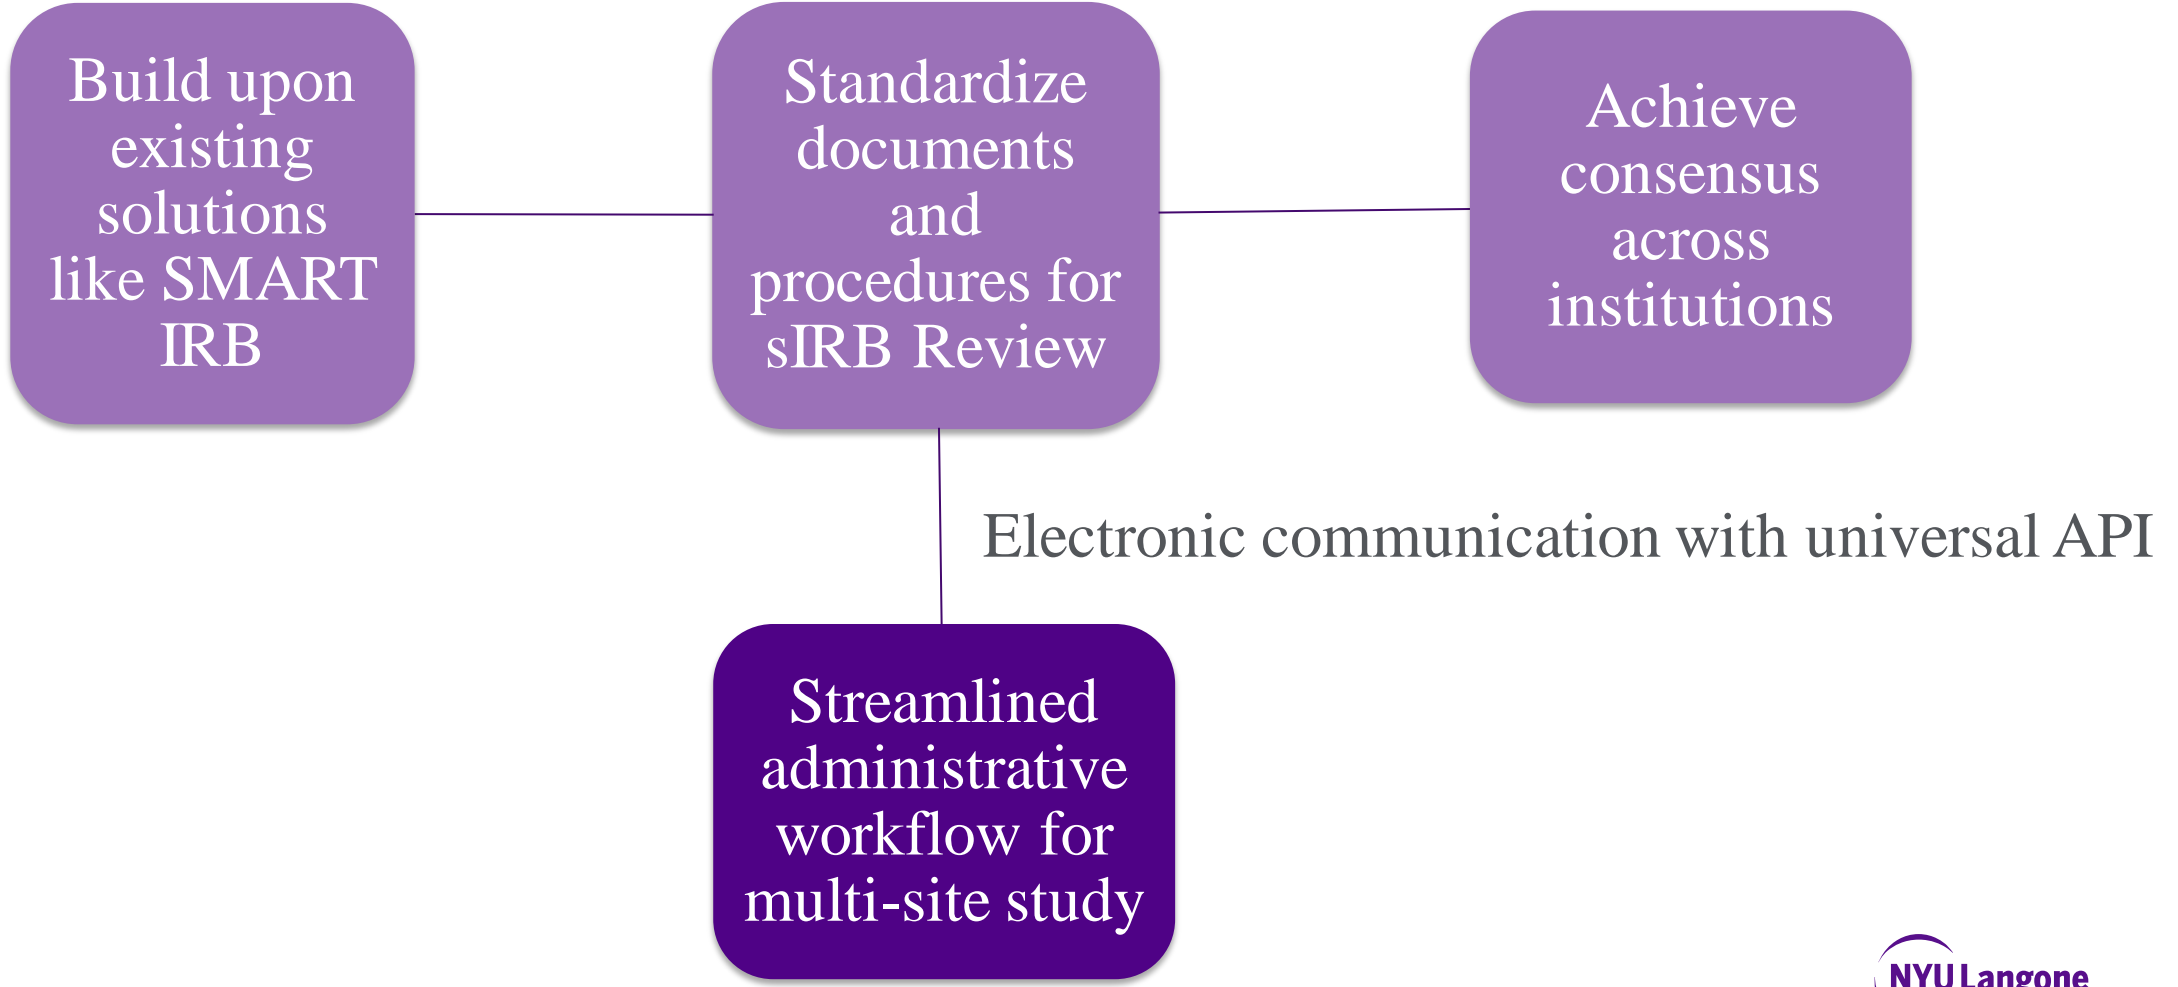 Build upon
existing
solutions
like SMART
IRB
Standardize
documents
and
procedures for
sIRB Review
Achieve
consensus
across
institutions
Electronic communication with universal API
Streamlined
administrative
workflow for
multi-site study
NYU Langone